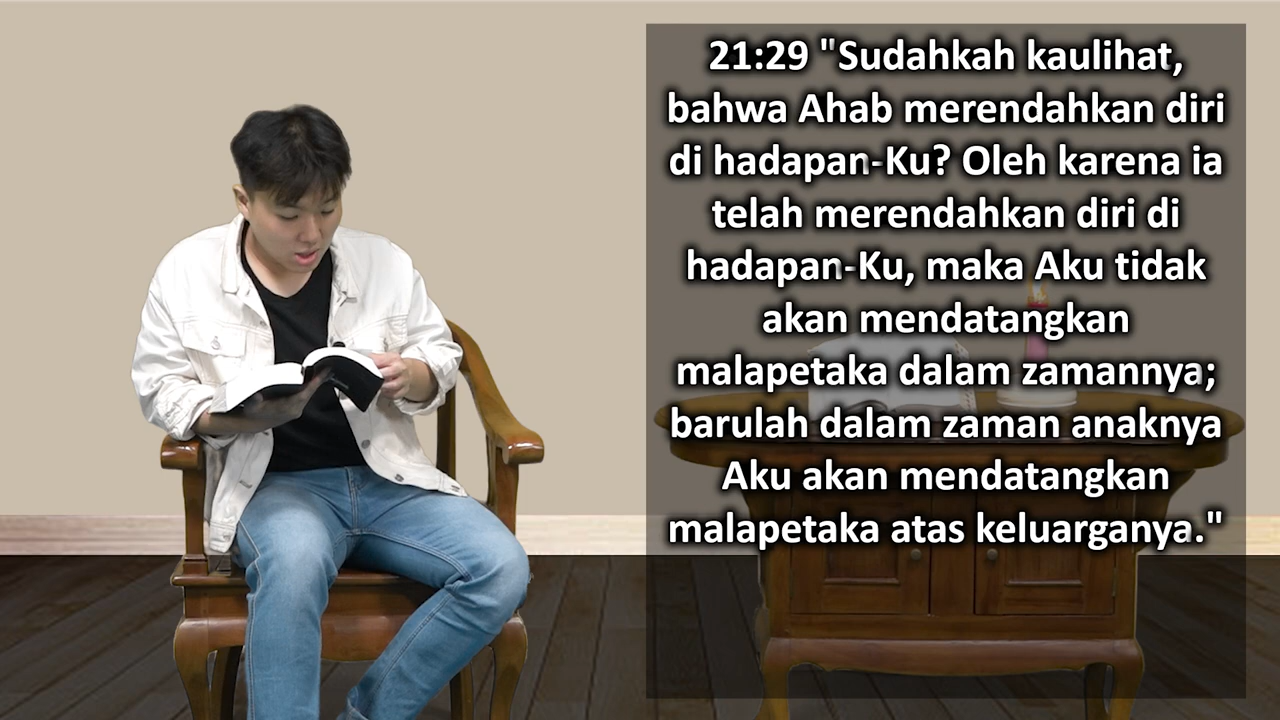 21:29 "Sudahkah kaulihat,
bahwa Ahab merendahkan diri
di hadapan-Ku? Oleh karena ia
telah merendahkan diri di
hadapan-Ku, maka Aku tidak
akan mendatangkan
malapetaka dalam zamannya;
barulah dalam zaman anaknya
Aku akan mendatangkan
malapetaka atas keluarganya."